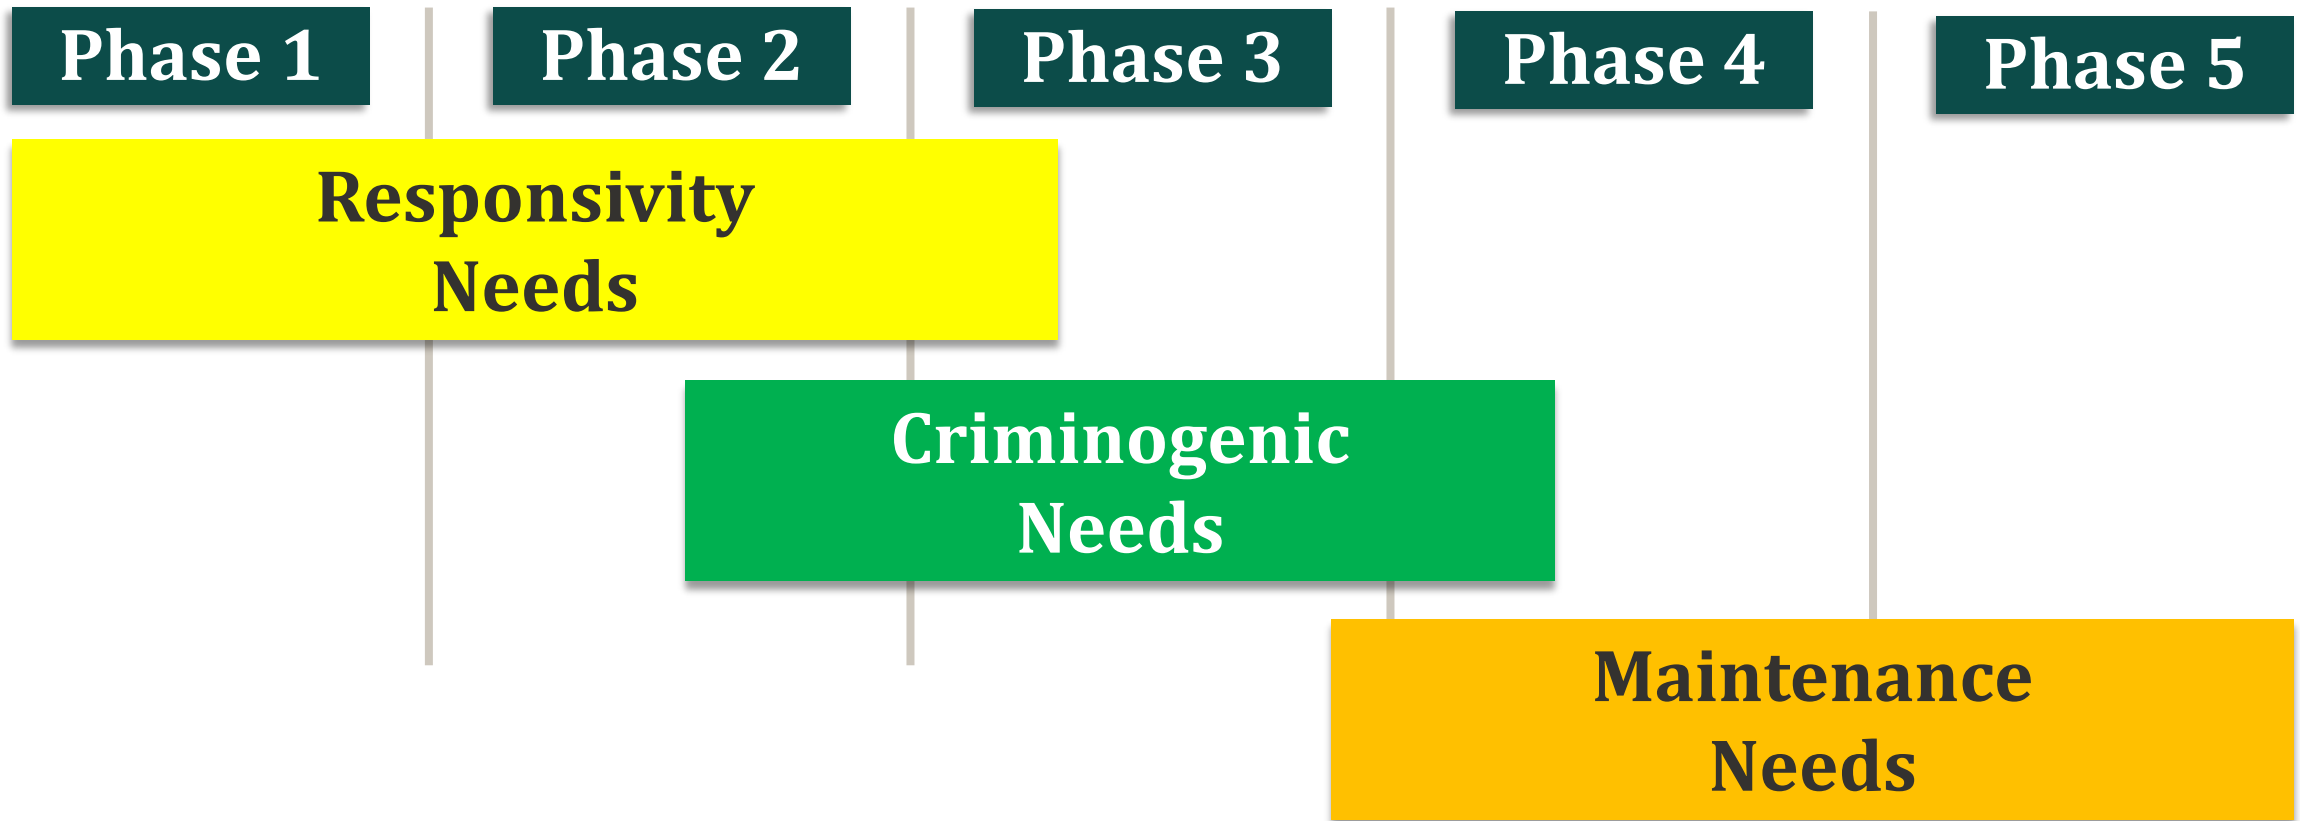 Phase 1
Phase 2
Phase 3
Phase 4
Phase 5
Responsivity
Needs
Criminogenic
Needs
Maintenance
Needs